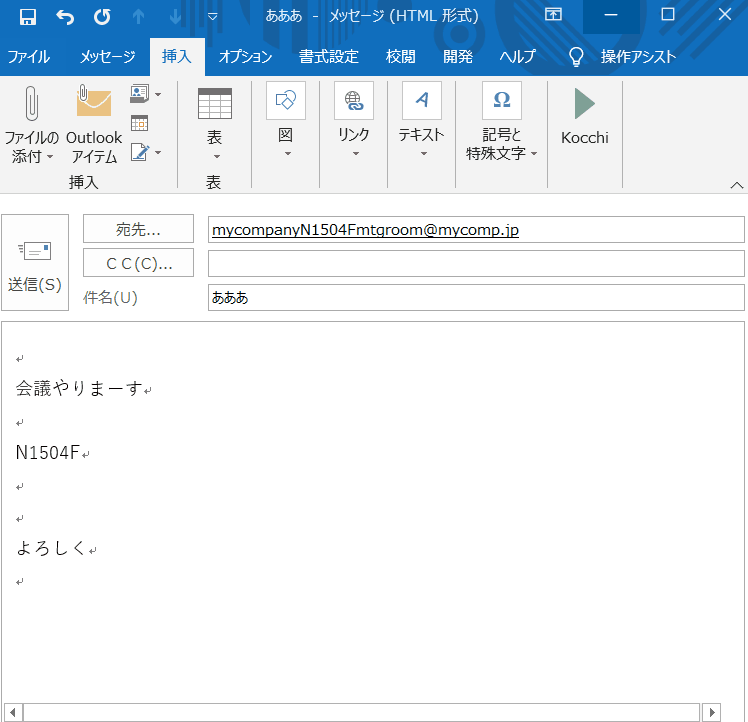 あああ - メッセージ (HTML 形式)
ファイル メッセージ 挿入 オプション 書式設定 校閲 開発 ヘルプ 操作アシスト
ファイルの添付
Outlook アイテム
挿入
表
表
図
リンク
テキスト
記号と特殊文字
Kocchi
送信(S)
宛先...
mycompanyN1504Fmtgroom@mycomp.jp
ＣＣ(C)...
件名(U)
あああ
会議やりまーす
N1504F
よろしく